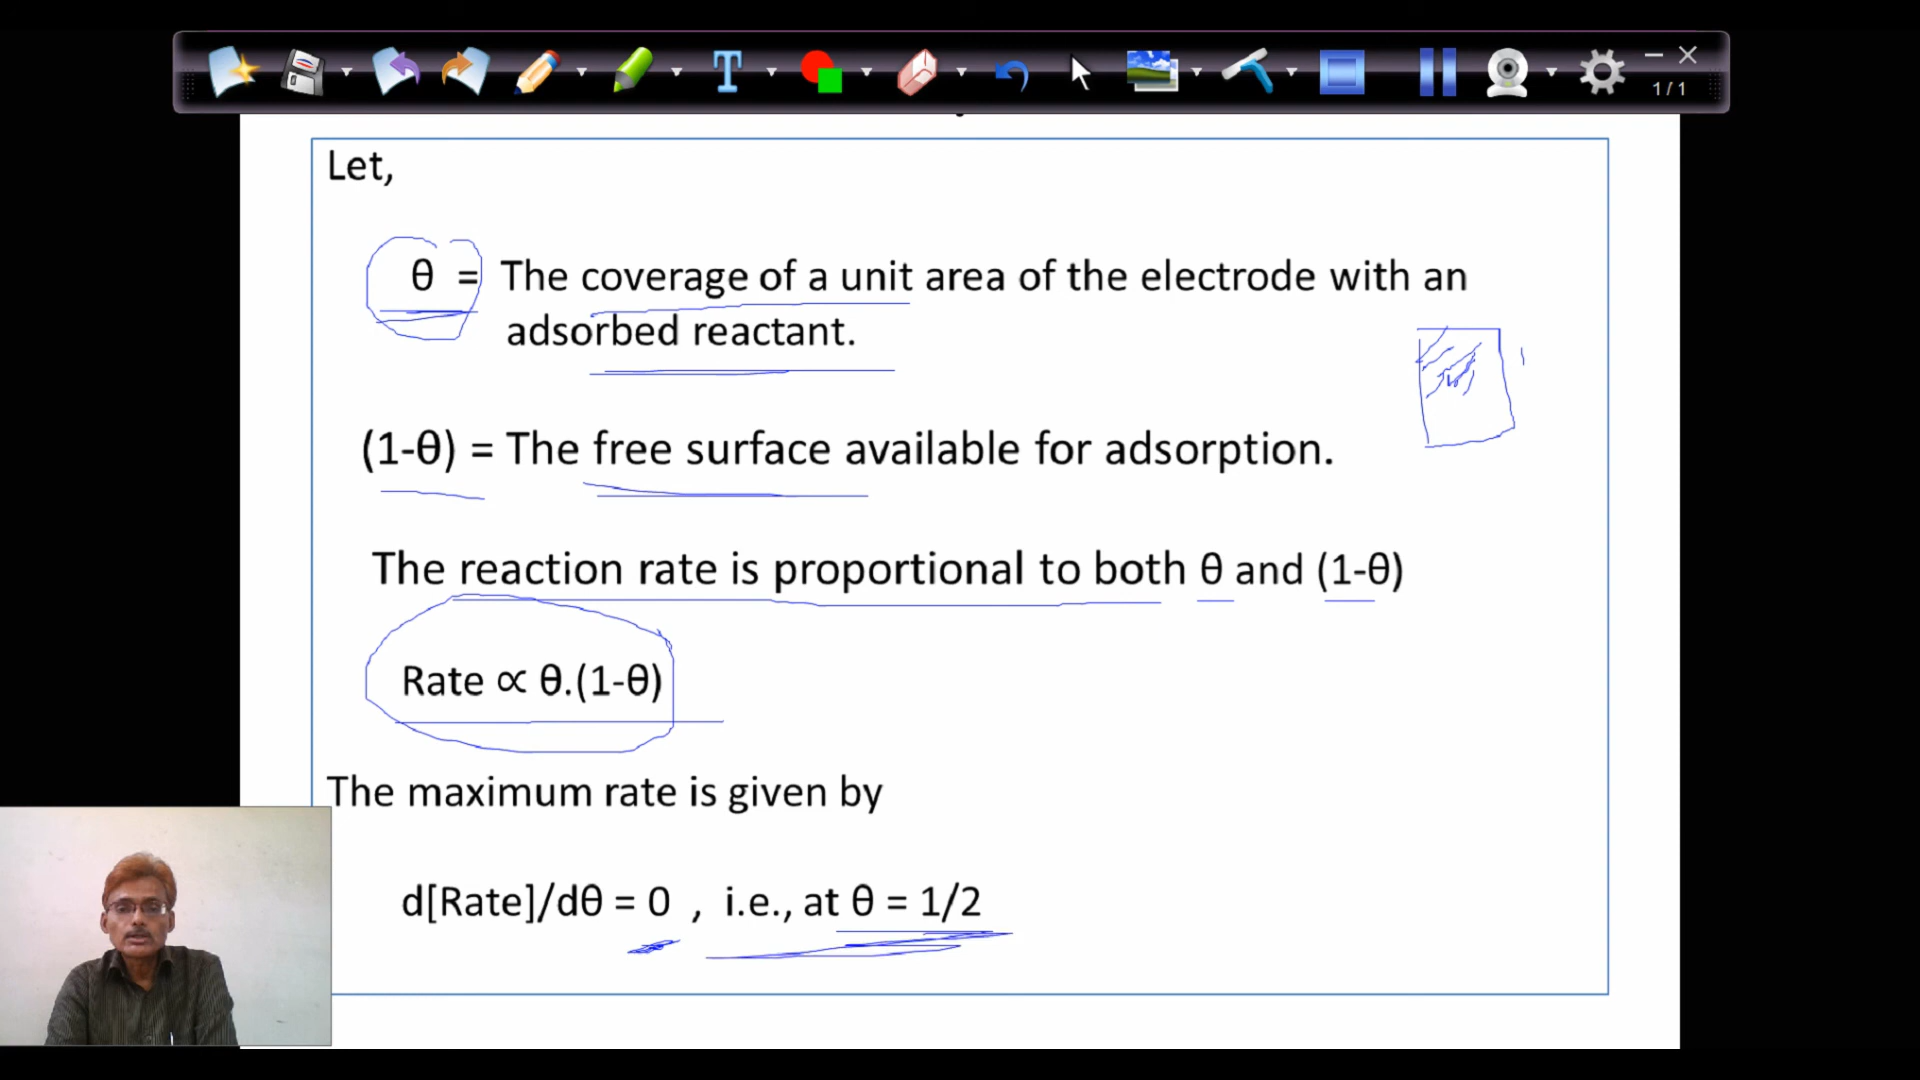 1/1
Let,
θ = The coverage of a unit area of the electrode with an
adsorbed reactant.
(1-θ) = The free surface available for adsorption.
The reaction rate is proportional to both θ and (1-θ)
Rate ∝ θ.(1-θ)
The maximum rate is given by
d[Rate]/dθ = 0 , i.e., at θ = 1/2